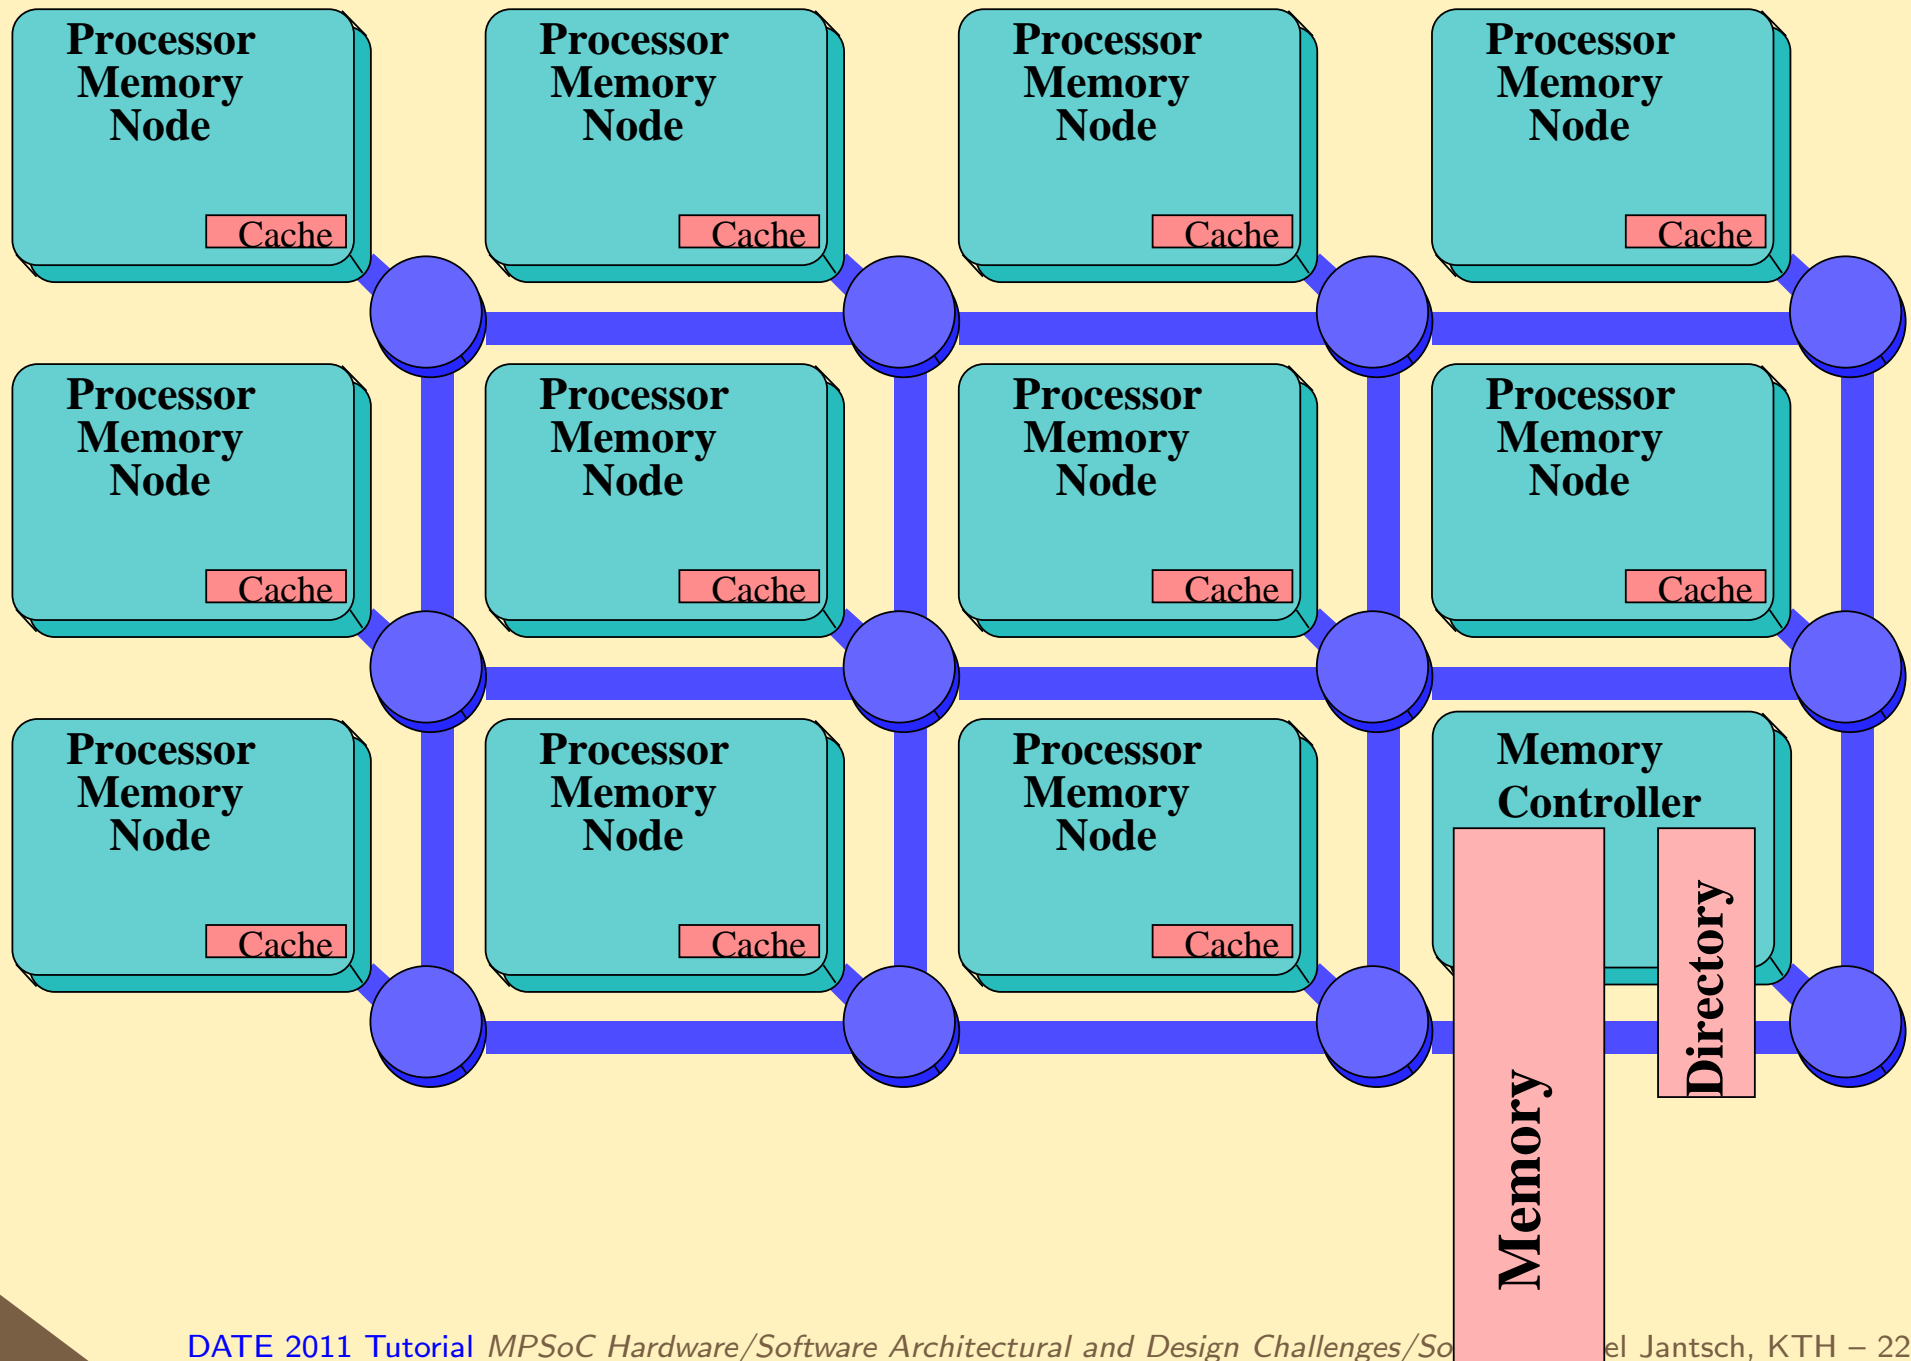 Processor
Memory
Node
Cache
Processor
Memory
Node
Cache
Processor
Memory
Node
Cache
Processor
Memory
Node
Cache
Processor
Memory
Node
Cache
Processor
Memory
Node
Cache
Processor
Memory
Node
Cache
Processor
Memory
Node
Cache
Processor
Memory
Node
Cache
Processor
Memory
Node
Cache
Processor
Memory
Node
Cache
Memory
Controller
Memory
Directory
DATE 2011 Tutorial MPSoC Hardware/Software Architectural and Design Challenges/ Jantsch, KTH – 22